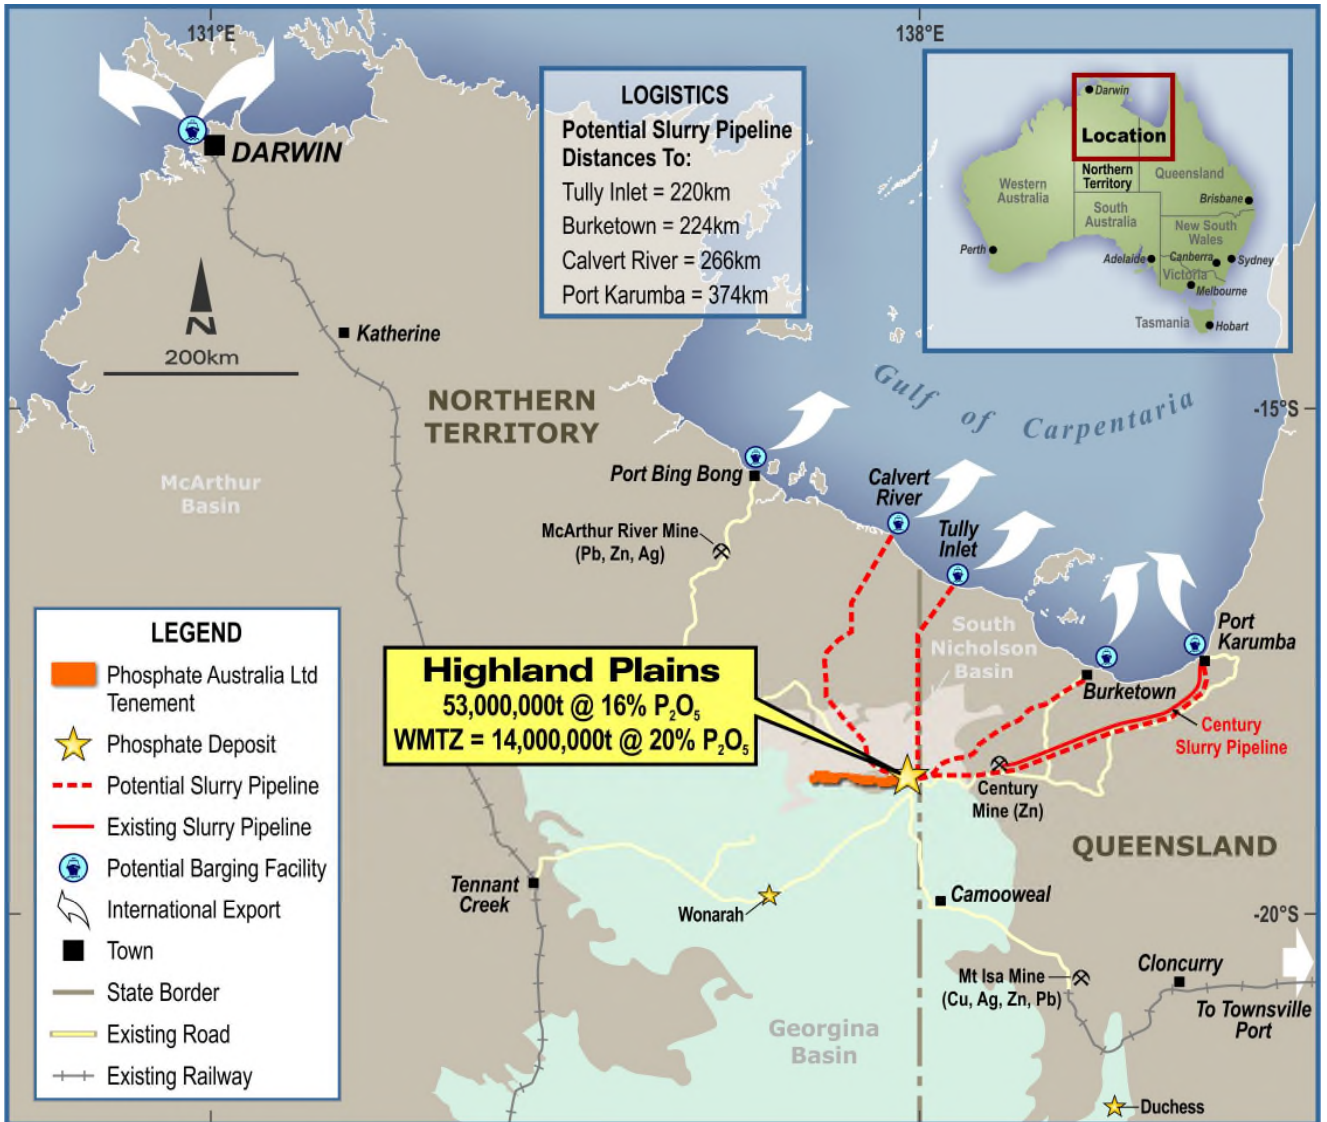 131°E
138°E
DARWIN
N
200km
Katherine
LOGISTICS
Potential Slurry Pipeline
Distances To:
Tully Inlet = 220km
Burketown = 224km
Calvert River = 266km
Port Karumba = 374km
Darwin
Location
Western
Australia
Northern
Territory
Queensland
South
Australia
Brisbane
New South
Wales
Perth
Adelaide
Canberra
Sydney
Victoria
Melbourne
Tasmania
Hobart
NORTHERN
TERRITORY
Gulf of Carpentaria
-15°S
McArthur
Basin
Port Bing Bong
Calvert
River
McArthur River Mine
(Pb, Zn, Ag)
Tully
Inlet
South
Nicholson
Basin
Port
Karumba
Burketown
Century
Slurry Pipeline
Highland Plains
53,000,000t @ 16% P₂O₅
WMTZ = 14,000,000t @ 20% P₂O₅
Century
Mine (Zn)
QUEENSLAND
Tennant
Creek
Wonarah
Camooweal
-20°S
Mt Isa Mine
(Cu, Ag, Zn, Pb)
Cloncurry
To Townsville
Port
Georgina
Basin
Duchess
LEGEND
Phosphate Australia Ltd
Tenement
Phosphate Deposit
Potential Slurry Pipeline
Existing Slurry Pipeline
Potential Barging Facility
International Export
Town
State Border
Existing Road
Existing Railway